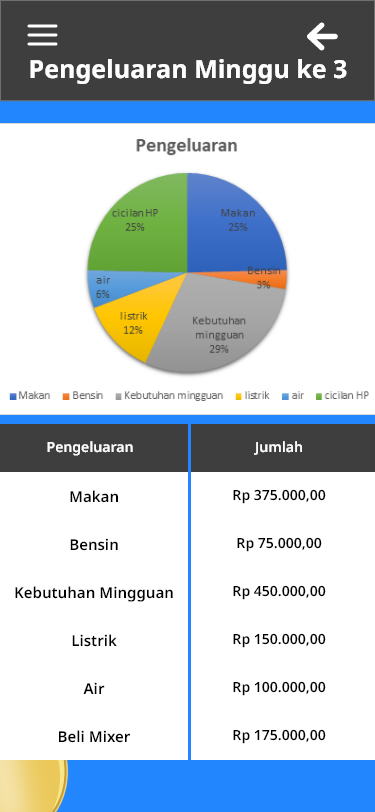 Pengeluaran Minggu ke 3
Pengeluaran
cicilan HP
25%
Makan
25%
Bensin
3%
air
6%
listrik
12%
Kebutuhan
mingguan
29%
Makan Bensin Kebutuhan mingguan listrik air cicilan HP
Pengeluaran Jumlah
Makan Rp 375.000,00
Bensin Rp 75.000,00
Kebutuhan Mingguan Rp 450.000,00
Listrik Rp 150.000,00
Air Rp 100.000,00
Beli Mixer Rp 175.000,00